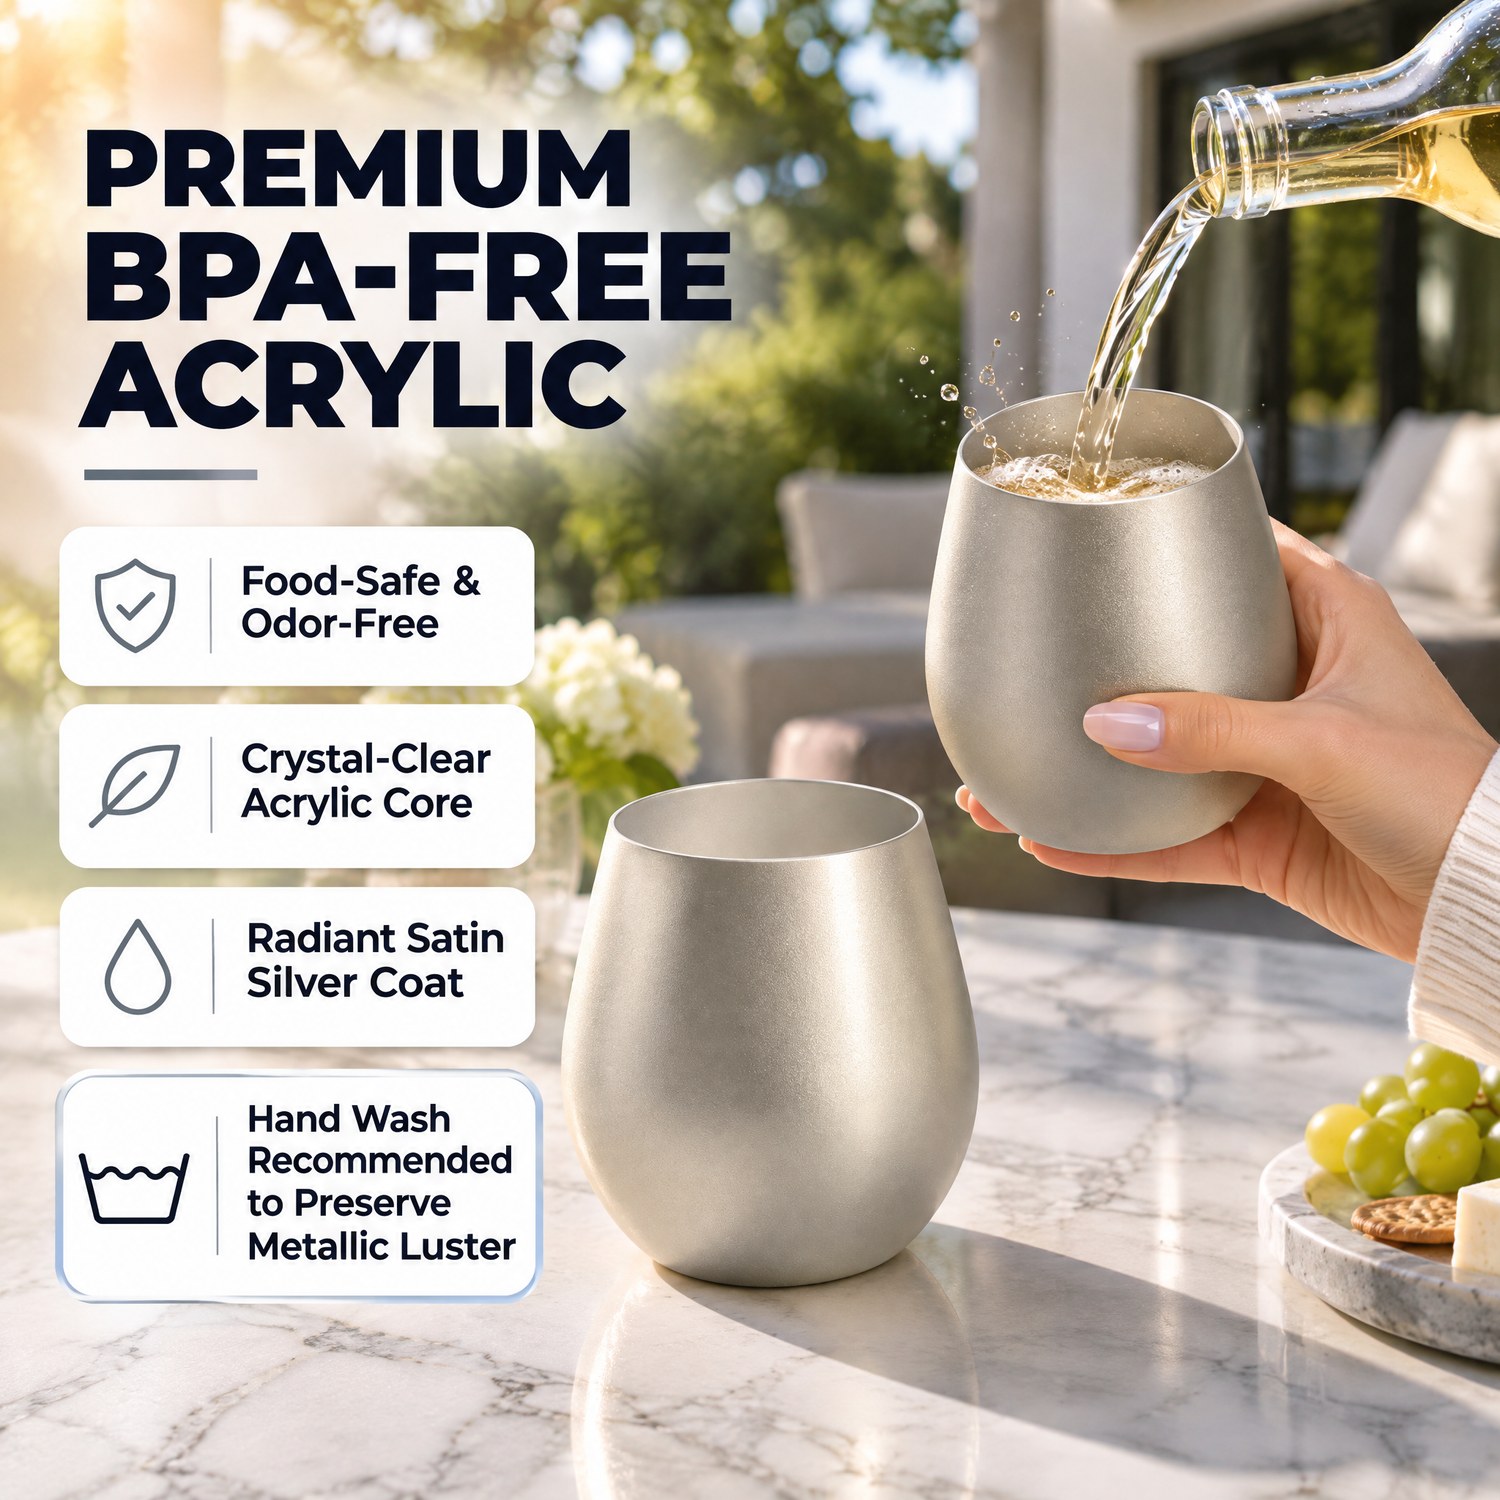 PREMIUM
BPA-FREE
ACRYLIC
Food-Safe &
Odor-Free
Crystal-Clear
Acrylic Core
Radiant Satin
Silver Coat
Hand Wash
Recommended
to Preserve
Metallic Luster